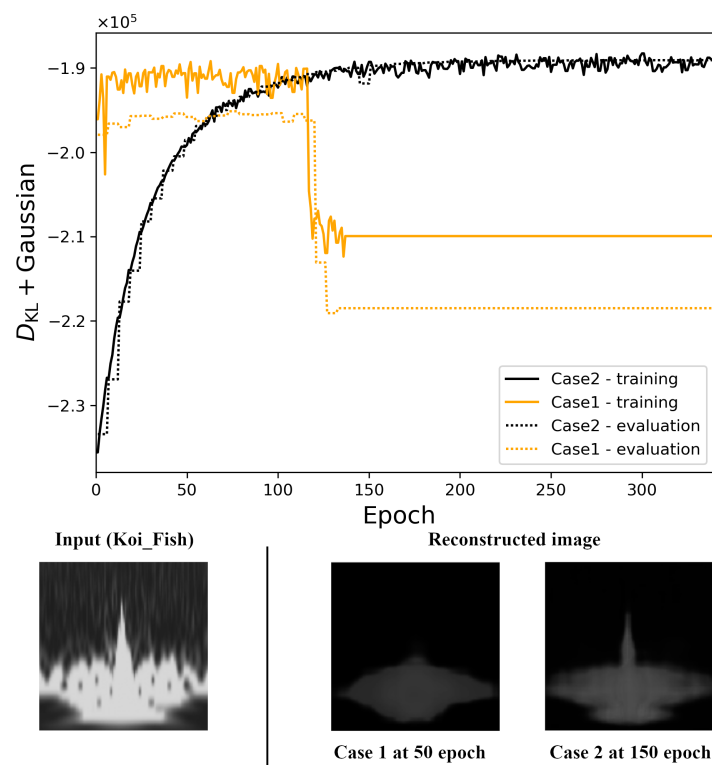 ×10⁵
−1.9
−2.0
−2.1
−2.2
−2.3
D_KL + Gaussian
0 50 100 150 200 250 300
Epoch
Case2 - training
Case1 - training
Case2 - evaluation
Case1 - evaluation
Input (Koi_Fish)
Reconstructed image
Case 1 at 50 epoch
Case 2 at 150 epoch